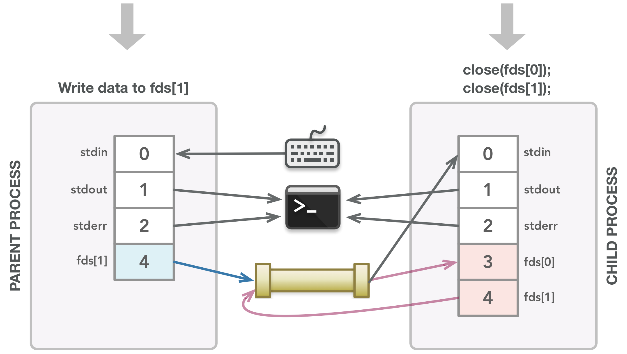 close(fds[0]);
Write data to fds[1]
close(fds[1]);
PARENT PROCESS
stdin
0
stdout
1
stderr
2
fds[1]
4
>_
0
stdin
1
stdout
2
stderr
3
fds[0]
4
fds[1]
CHILD PROCESS